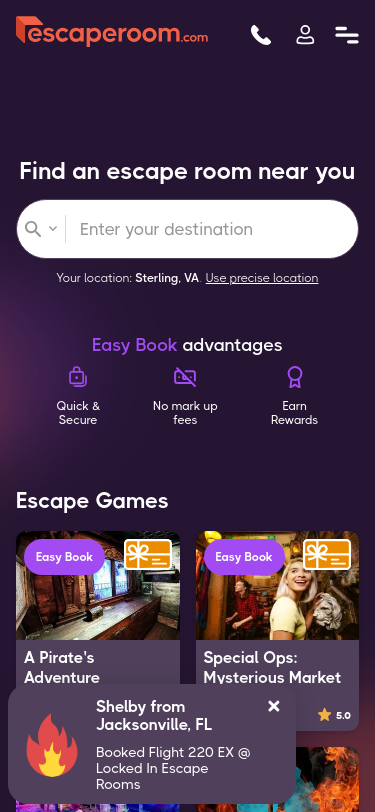 escaperoom.com
Find an escape room near you
Enter your destination
Your location: Sterling, VA. Use precise location
Easy Book advantages
Quick &
Secure
No mark up
fees
Earn
Rewards
Escape Games
Easy Book
Easy Book
A Pirate's
Adventure
Special Ops:
Mysterious Market
5.0
Shelby from
Jacksonville, FL
Booked Flight 220 EX @
Locked In Escape
Rooms